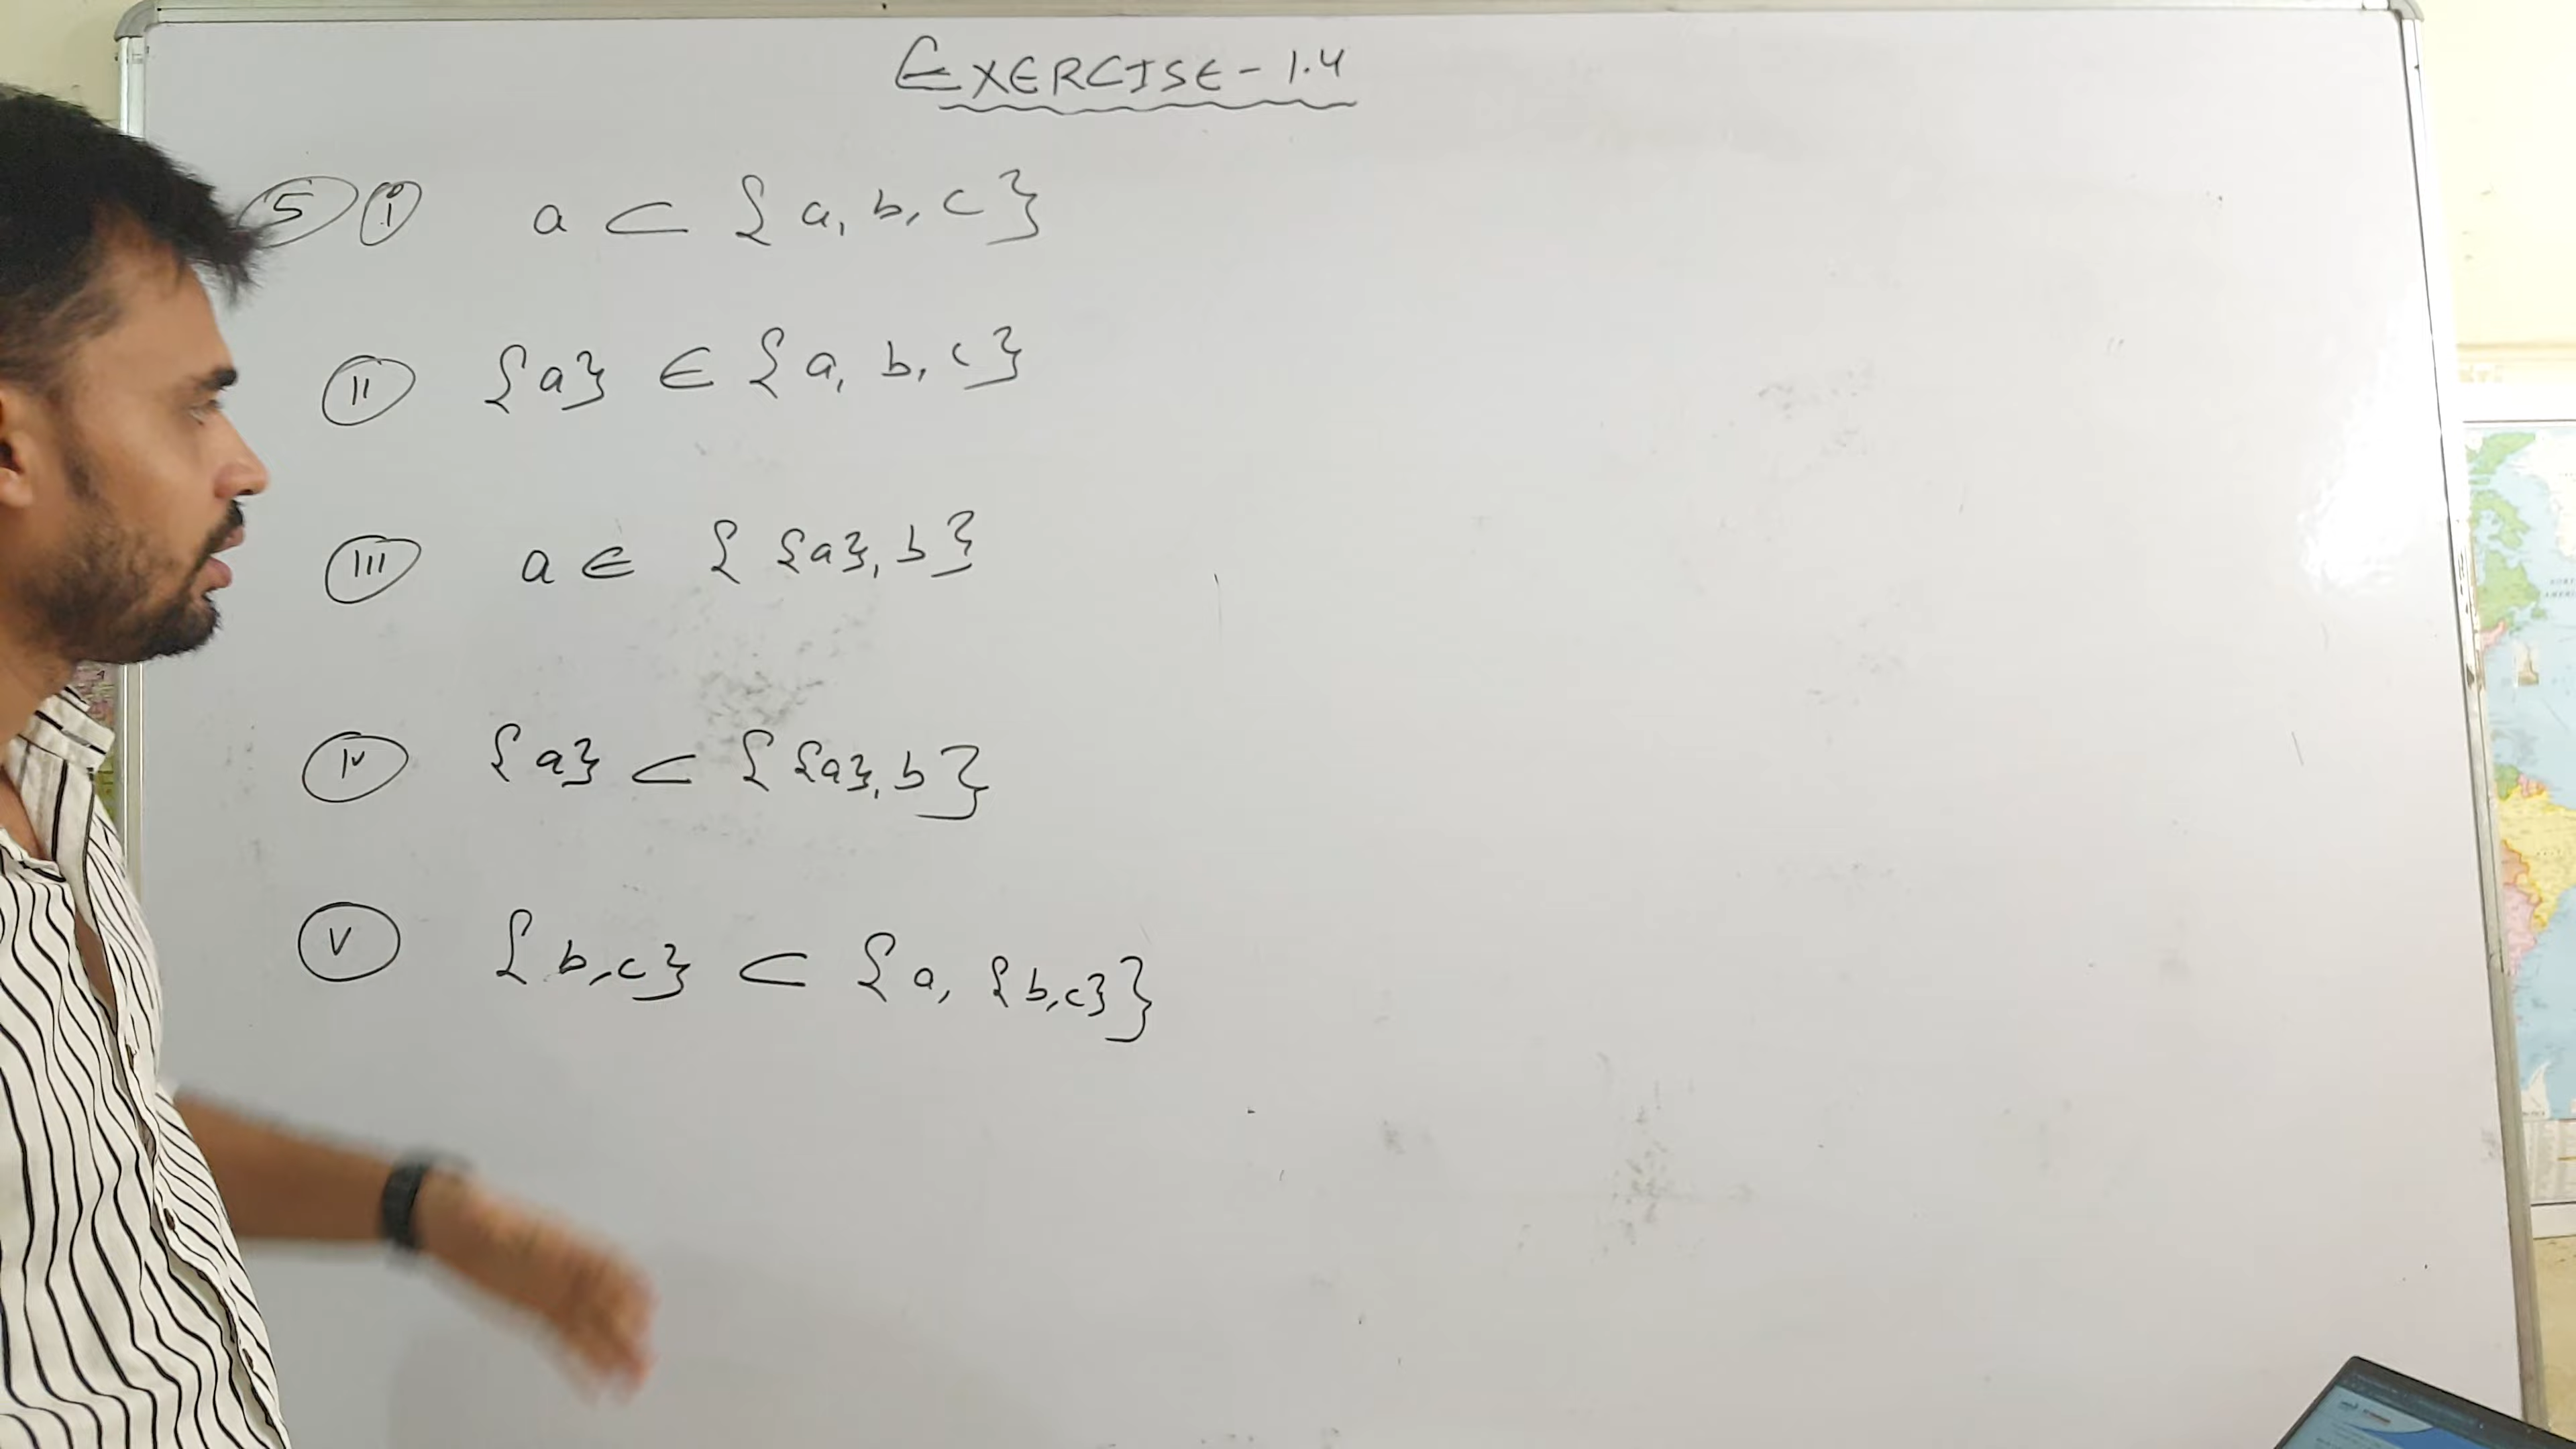 EXERCISE - 1.4
5 i a ⊂ {a, b, c}
ii {a} ∈ {a, b, c}
iii a ∈ {{a}, b}
iv {a} ⊂ {{a}, b}
v {b, c} ⊂ {a, {b, c}}